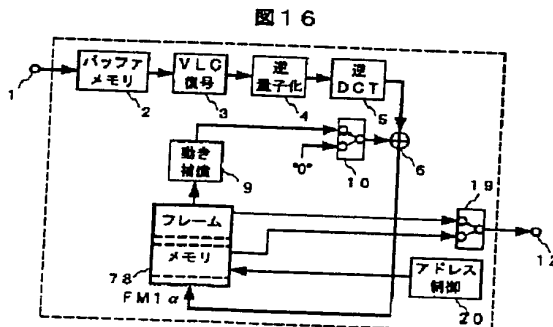 図16
1
バッファ
メモリ
2
VLC
復号
3
逆
量子化
4
逆
DCT
5
6
動き
補償
9
"0"
10
フレーム
メモリ
78
FM1α
19
12
アドレス
制御
20